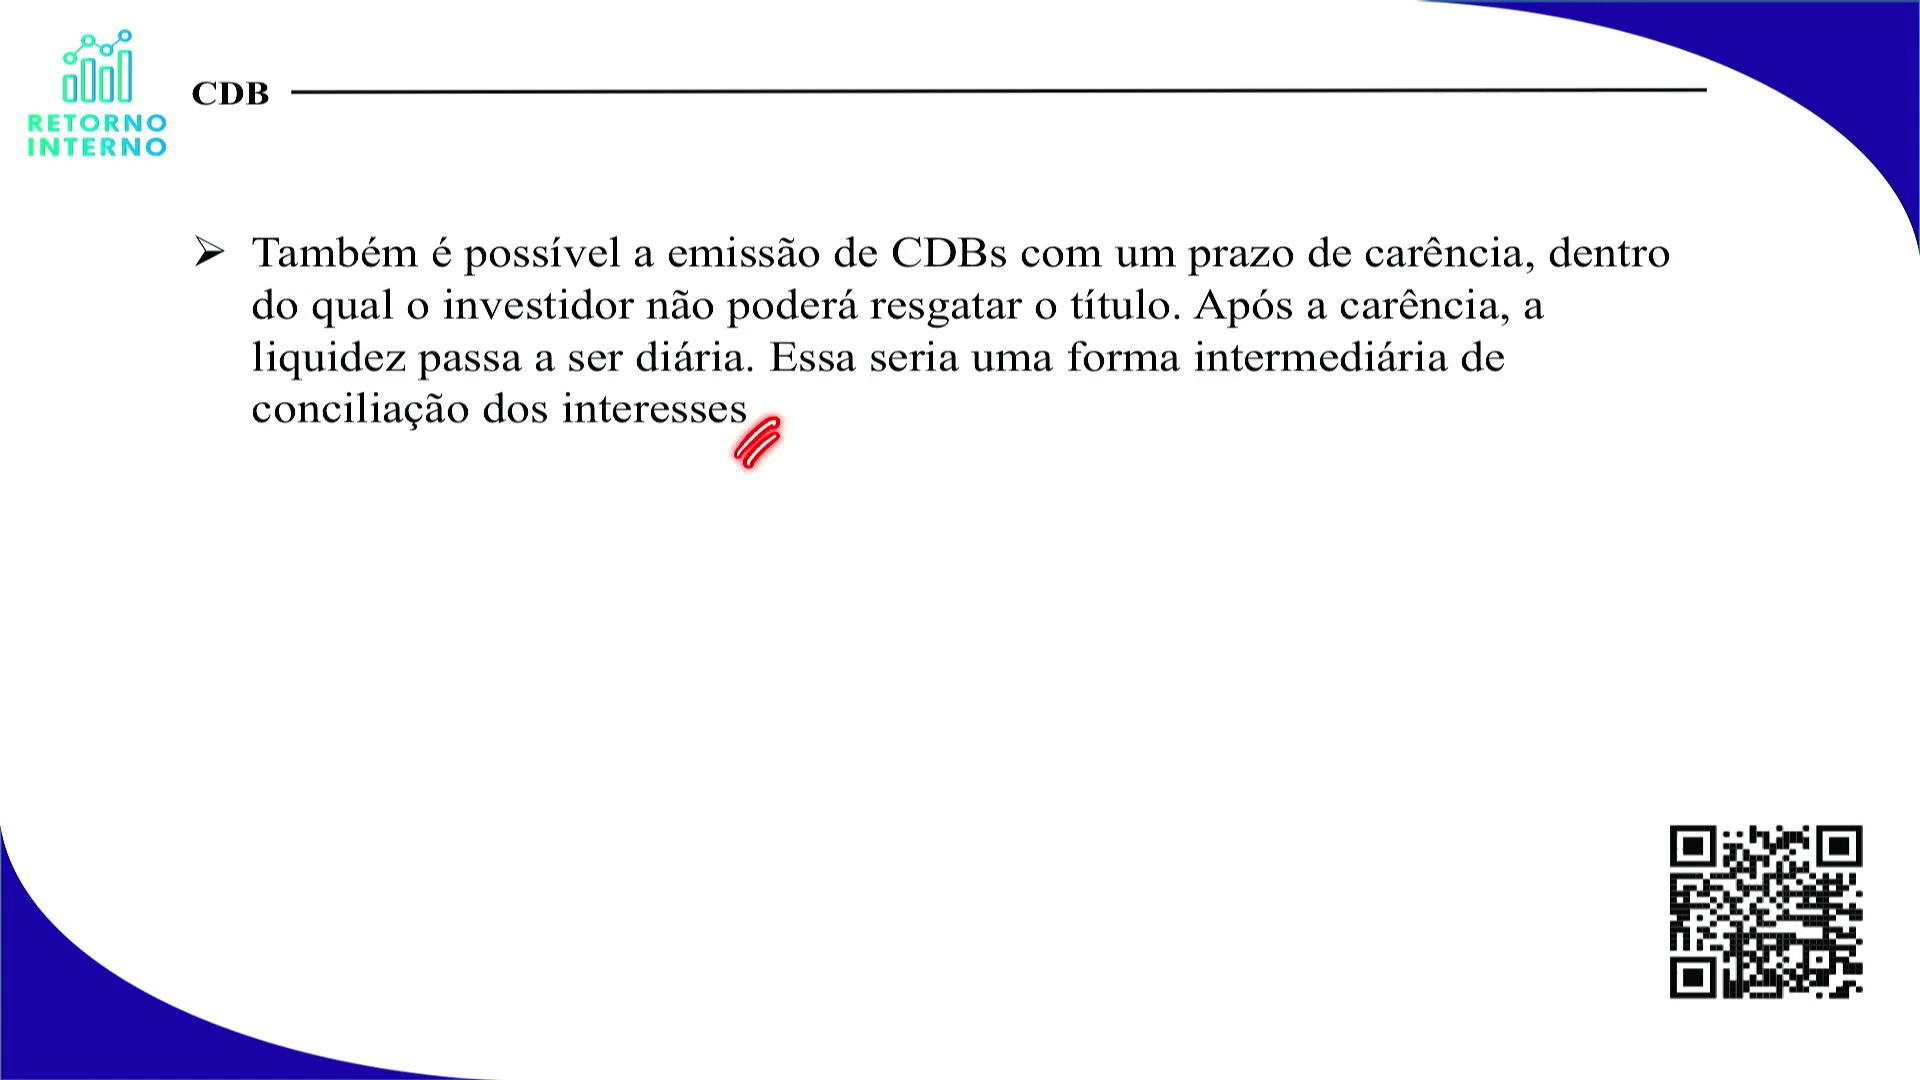 RETORNO
INTERNO
CDB
Também é possível a emissão de CDBs com um prazo de carência, dentro
do qual o investidor não poderá resgatar o título. Após a carência, a
liquidez passa a ser diária. Essa seria uma forma intermediária de
conciliação dos interesses